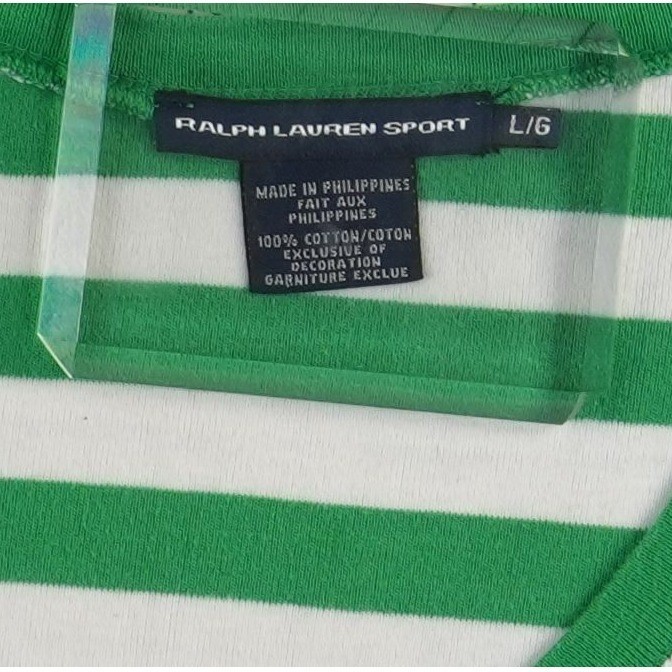 RALPH LAUREN SPORT L/G
MADE IN PHILIPPINES
FAIT AUX
PHILIPPINES
100% COTTON/COTON
EXCLUSIVE OF
DECORATION
GARNITURE EXCLUE